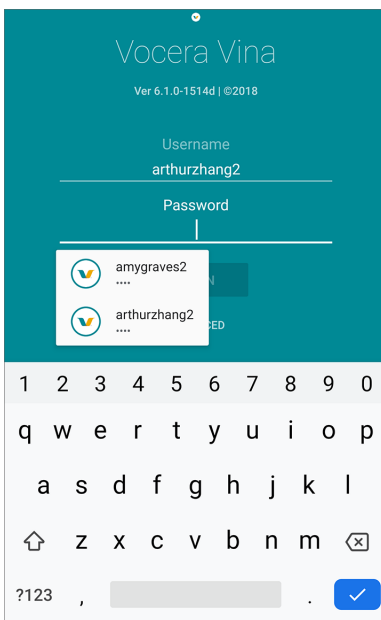 Vocera Vina
Ver 6.1.0-1514d | ©2018
Username
arthurzhang2
Password
amygraves2
••••
N
arthurzhang2
••••
CED
1 2 3 4 5 6 7 8 9 0
q w e r t y u i o p
a s d f g h j k l
z x c v b n m
?123 , .